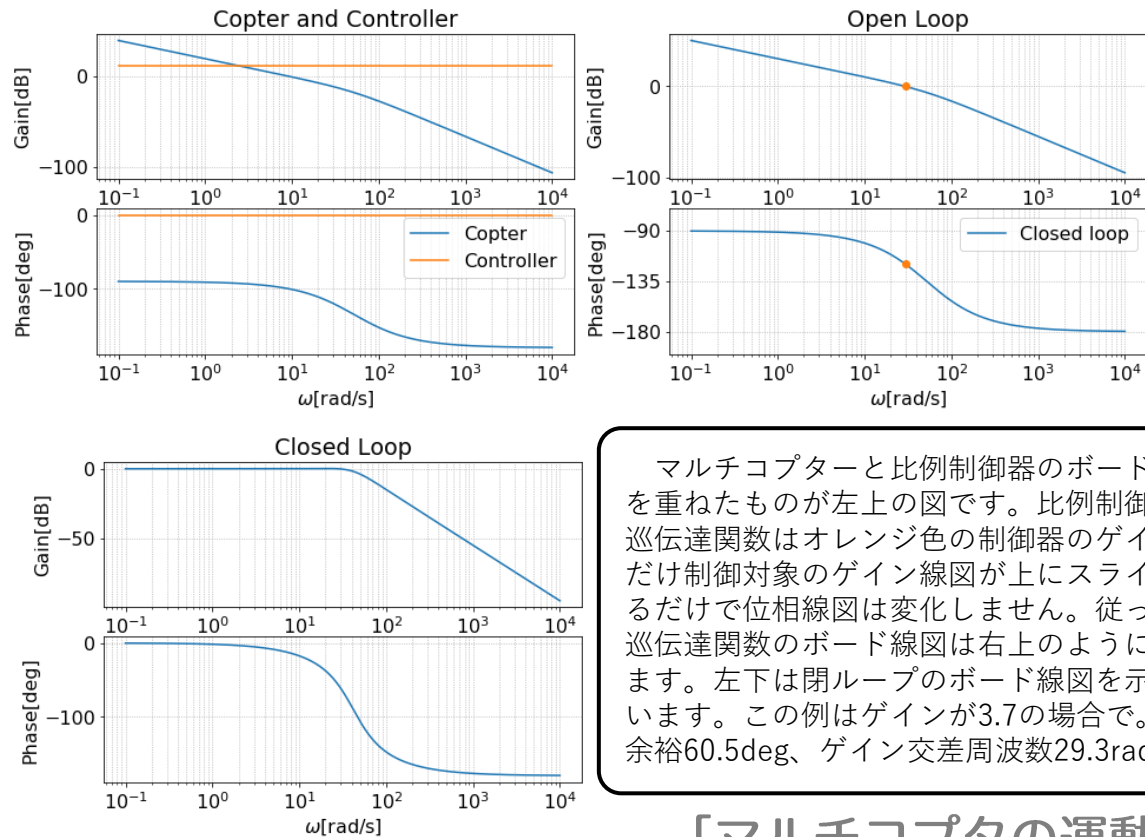 Copter and Controller
Gain[dB]
0
−100
10⁻¹ 10⁰ 10¹ 10² 10³ 10⁴
Phase[deg]
0
−100
Copter
Controller
10⁻¹ 10⁰ 10¹ 10² 10³ 10⁴
ω[rad/s]
Open Loop
Gain[dB]
0
−100
10⁻¹ 10⁰ 10¹ 10² 10³ 10⁴
Phase[deg]
−90
−135
−180
Closed loop
10⁻¹ 10⁰ 10¹ 10² 10³ 10⁴
ω[rad/s]
Closed Loop
Gain[dB]
0
−50
10⁻¹ 10⁰ 10¹ 10² 10³ 10⁴
Phase[deg]
0
−100
10⁻¹ 10⁰ 10¹ 10² 10³ 10⁴
ω[rad/s]
マルチコプターと比例制御器のボード
を重ねたものが左上の図です。比例制御
巡伝達関数はオレンジ色の制御器のゲイ
だけ制御対象のゲイン線図が上にスライ
るだけで位相線図は変化しません。従っ
巡伝達関数のボード線図は右上のように
ます。左下は閉ループのボード線図を示
います。この例はゲインが3.7の場合で。
余裕60.5deg、ゲイン交差周波数29.3rad
「マルチコプタの運動